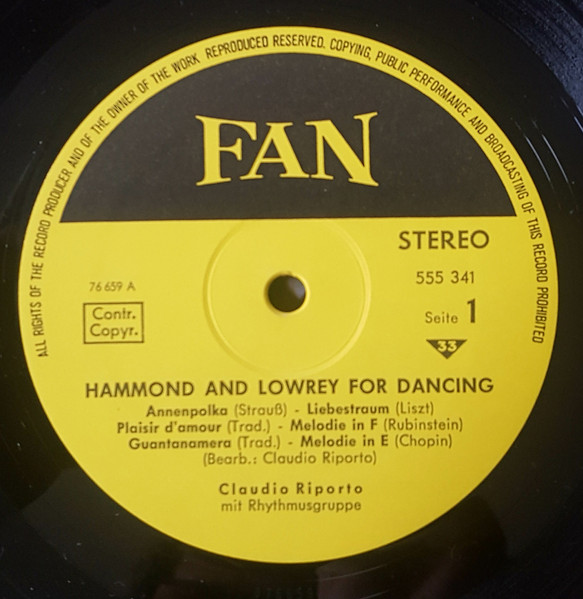 ALL RIGHTS OF THE RECORD PRODUCER AND OF THE OWNER OF THE WORK REPRODUCED RESERVED. COPYING, PUBLIC PERFORMANCE AND BROADCASTING OF THIS RECORD PROHIBITED
FAN
STEREO
76 659 A
555 341
Contr.
Copyr.
Seite 1
33
HAMMOND AND LOWREY FOR DANCING
Annenpolka (Strauß) - Liebestraum (Liszt)
Plaisir d'amour (Trad.) - Melodie in F (Rubinstein)
Guantanamera (Trad.) - Melodie in E (Chopin)
(Bearb.: Claudio Riporto)
Claudio Riporto
mit Rhythmusgruppe